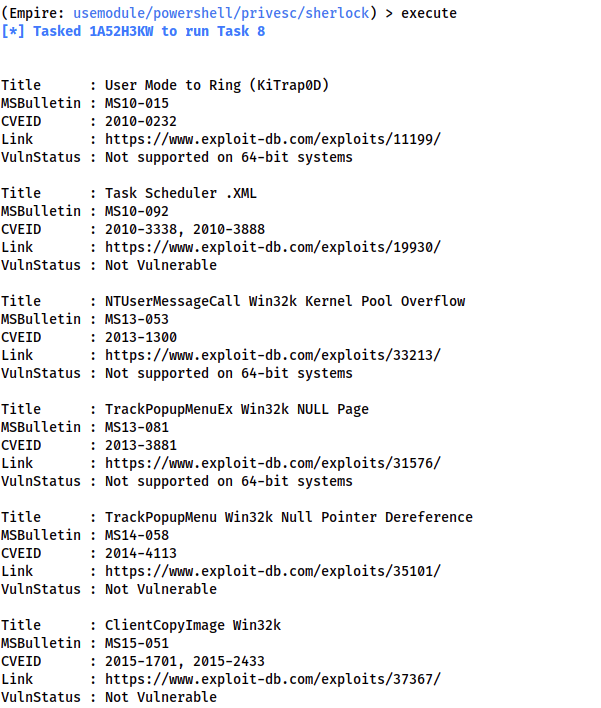 (Empire: usemodule/powershell/privesc/sherlock) > execute
[*] Tasked 1A52H3KW to run Task 8
Title      : User Mode to Ring (KiTrap0D)
MSBulletin : MS10-015
CVEID      : 2010-0232
Link       : https://www.exploit-db.com/exploits/11199/
VulnStatus : Not supported on 64-bit systems
Title      : Task Scheduler .XML
MSBulletin : MS10-092
CVEID      : 2010-3338, 2010-3888
Link       : https://www.exploit-db.com/exploits/19930/
VulnStatus : Not Vulnerable
Title      : NTUserMessageCall Win32k Kernel Pool Overflow
MSBulletin : MS13-053
CVEID      : 2013-1300
Link       : https://www.exploit-db.com/exploits/33213/
VulnStatus : Not supported on 64-bit systems
Title      : TrackPopupMenuEx Win32k NULL Page
MSBulletin : MS13-081
CVEID      : 2013-3881
Link       : https://www.exploit-db.com/exploits/31576/
VulnStatus : Not supported on 64-bit systems
Title      : TrackPopupMenu Win32k Null Pointer Dereference
MSBulletin : MS14-058
CVEID      : 2014-4113
Link       : https://www.exploit-db.com/exploits/35101/
VulnStatus : Not Vulnerable
Title      : ClientCopyImage Win32k
MSBulletin : MS15-051
CVEID      : 2015-1701, 2015-2433
Link       : https://www.exploit-db.com/exploits/37367/
VulnStatus : Not Vulnerable